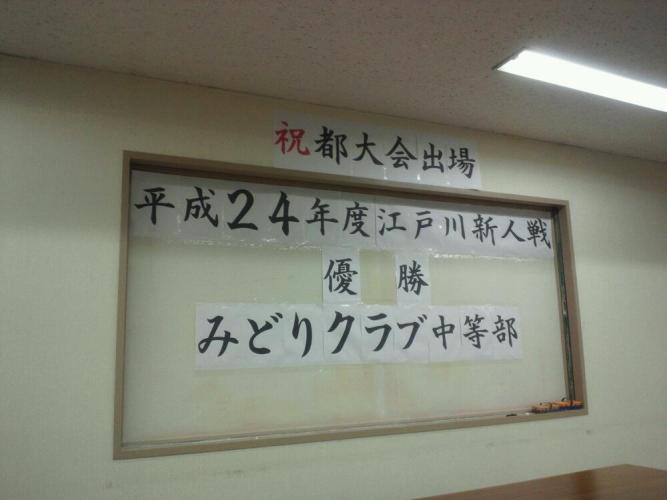 祝都大会出場
平成24年度江戸川新人戦
優勝
みどりクラブ中等部